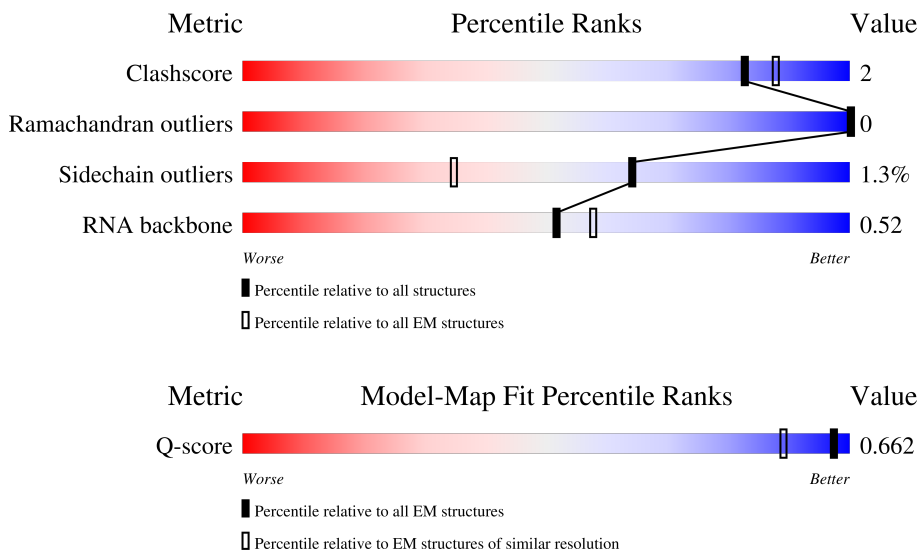 Metric Percentile Ranks Value
Clashscore 2
Ramachandran outliers 0
Sidechain outliers 1.3%
RNA backbone 0.52
Worse Better
Percentile relative to all structures
Percentile relative to all EM structures
Metric Model-Map Fit Percentile Ranks Value
Q-score 0.662
Worse Better
Percentile relative to all EM structures
Percentile relative to EM structures of similar resolution